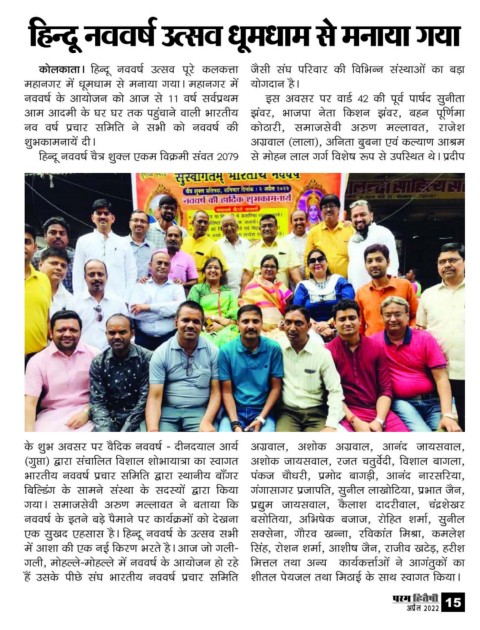 हिन्दू नववर्ष उत्सव धूमधाम से मनाया गया
कोलकाता। हिन्दू नववर्ष उत्सव पूरे कलकत्ता
महानगर में धूमधाम से मनाया गया। महानगर में
नववर्ष के आयोजन को आज से 11 वर्ष सर्वप्रथम
आम आदमी के घर घर तक पहुंचाने वाली भारतीय
नव वर्ष प्रचार समिति ने सभी को नववर्ष की
शुभकामनायें दी।
हिन्दू नववर्ष चैत्र शुक्ल एकम विक्रमी संवत 2079
जैसी संघ परिवार की विभिन्न संस्थाओं का बड़ा
योगदान है।
इस अवसर पर वार्ड 42 की पूर्व पार्षद सुनीता
झंवर, भाजपा नेता किशन झंवर, बहन पूर्णिमा
कोठारी, समाजसेवी अरुण मल्लावत, राजेश
अग्रवाल (लाला), अनिता बुबना एवं कल्याण आश्रम
से मोहन लाल गर्ग विशेष रूप से उपस्थित थे। प्रदीप
सुस्वागतम् भारतीय नववर्ष
चैत्र शुक्ल प्रतिपदा, शनिवार दिनांक : २ अप्रैल २०२२
नववर्ष की हार्दिक शुभकामनायें
के शुभ अवसर पर वैदिक नववर्ष - दीनदयाल आर्य
(गुप्ता) द्वारा संचालित विशाल शोभायात्रा का स्वागत
भारतीय नववर्ष प्रचार समिति द्वारा स्थानीय बाँगर
बिल्डिंग के सामने संस्था के सदस्यों द्वारा किया
गया। समाजसेवी अरुण मल्लावत ने बताया कि
नववर्ष के इतने बड़े पैमाने पर कार्यक्रमों को देखना
एक सुखद एहसास है। हिन्दू नववर्ष के उत्सव सभी
में आशा की एक नई किरण भरते है। आज जो गली-
गली, मोहल्ले-मोहल्ले में नववर्ष के आयोजन हो रहे
हैं उसके पीछे संघ भारतीय नववर्ष प्रचार समिति
अग्रवाल, अशोक अग्रवाल, आनंद जायसवाल,
अशोक जायसवाल, रजत चतुर्वेदी, विशाल बागला,
पंकज चौधरी, प्रमोद बागड़ी, आनंद नारसरिया,
गंगासागर प्रजापति, सुनील लाखोटिया, प्रभात जैन,
प्रद्युम जायसवाल, कैलाश दादरीवाल, चंद्रशेखर
बसोतिया, अभिषेक बजाज, रोहित शर्मा, सुनील
सक्सेना, गौरव खन्ना, रविकांत मिश्रा, कमलेश
सिंह, रोशन शर्मा, आशीष जैन, राजीव खटेड़, हरीश
मित्तल तथा अन्य कार्यकर्त्ताओं ने आगंतुकों का
शीतल पेयजल तथा मिठाई के साथ स्वागत किया।
परम हितैषी
अप्रैल 2022 15